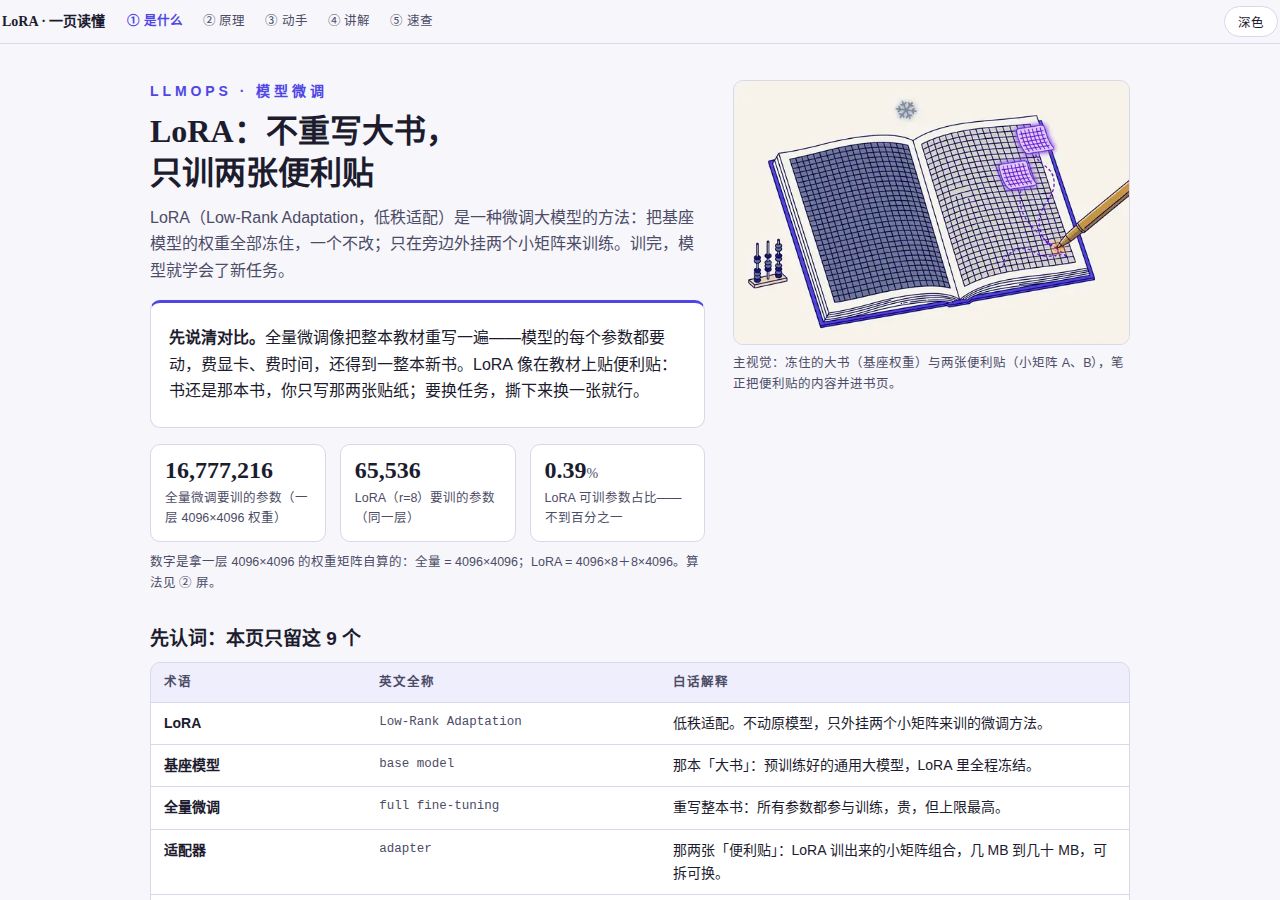 LoRA · 一页读懂
① 是什么
② 原理
③ 动手
④ 讲解
⑤ 速查
深色
LLMOPS · 模型微调
LoRA：不重写大书，
只训两张便利贴
LoRA（Low-Rank Adaptation，低秩适配）是一种微调大模型的方法：把基座
模型的权重全部冻住，一个不改；只在旁边外挂两个小矩阵来训练。训完，模
型就学会了新任务。
先说清对比。全量微调像把整本教材重写一遍——模型的每个参数都要
动，费显卡、费时间，还得到一整本新书。LoRA 像在教材上贴便利贴：
书还是那本书，你只写那两张贴纸；要换任务，撕下来换一张就行。
16,777,216
全量微调要训的参数（一
层 4096×4096 权重）
65,536
LoRA（r=8）要训的参数
（同一层）
0.39%
LoRA 可训参数占比——
不到百分之一
数字是拿一层 4096×4096 的权重矩阵自算的：全量 = 4096×4096；LoRA = 4096×8＋8×4096。算
法见 ② 屏。
主视觉：冻住的大书（基座权重）与两张便利贴（小矩阵 A、B），笔
正把便利贴的内容并进书页。
先认词：本页只留这 9 个
术语 英文全称 白话解释
LoRA Low-Rank Adaptation 低秩适配。不动原模型，只外挂两个小矩阵来训的微调方法。
基座模型 base model 那本「大书」：预训练好的通用大模型，LoRA 里全程冻结。
全量微调 full fine-tuning 重写整本书：所有参数都参与训练，贵，但上限最高。
适配器 adapter 那两张「便利贴」：LoRA 训出来的小矩阵组合，几 MB 到几十 MB，可
拆可换。